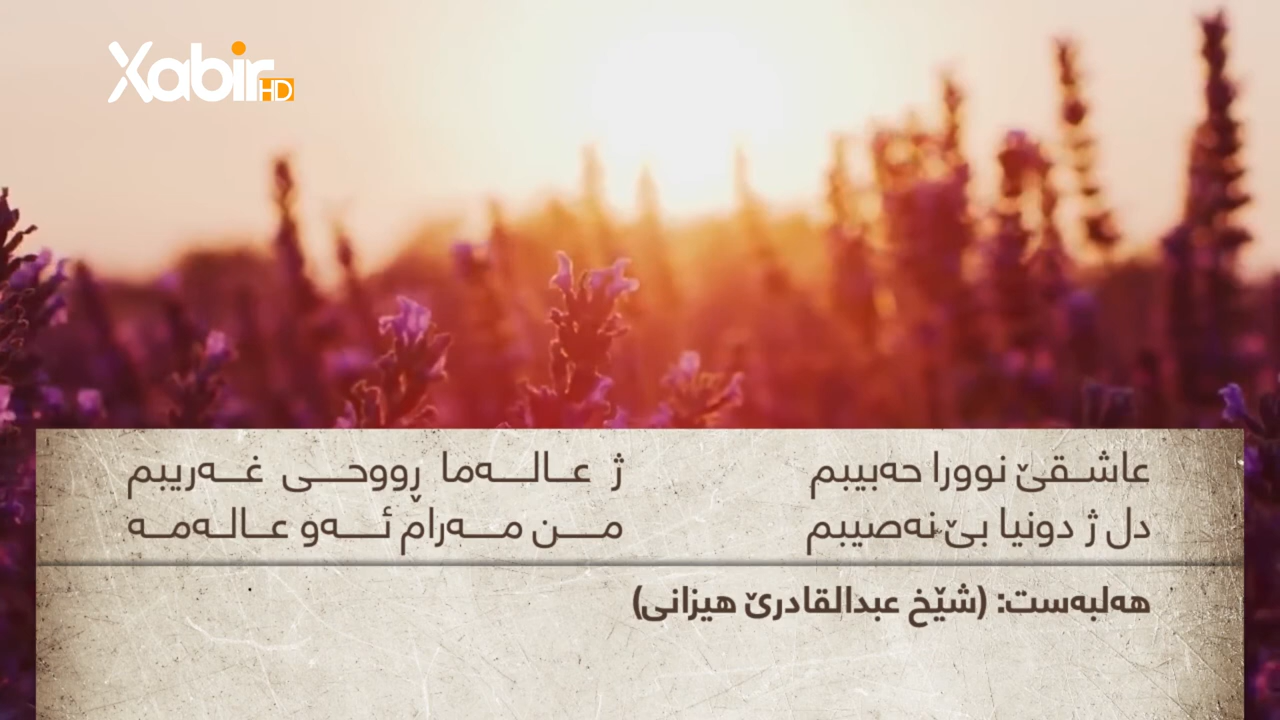 Xabir HD
عاشقێ نوورا حەبیبم ژ عالەما ڕووحی غەریبم
دل ژ دونیا بێ نەصیبم من مەرام ئەو عالەمە
هەلبەست: (شێخ عبدالقادرێ هیزانی)